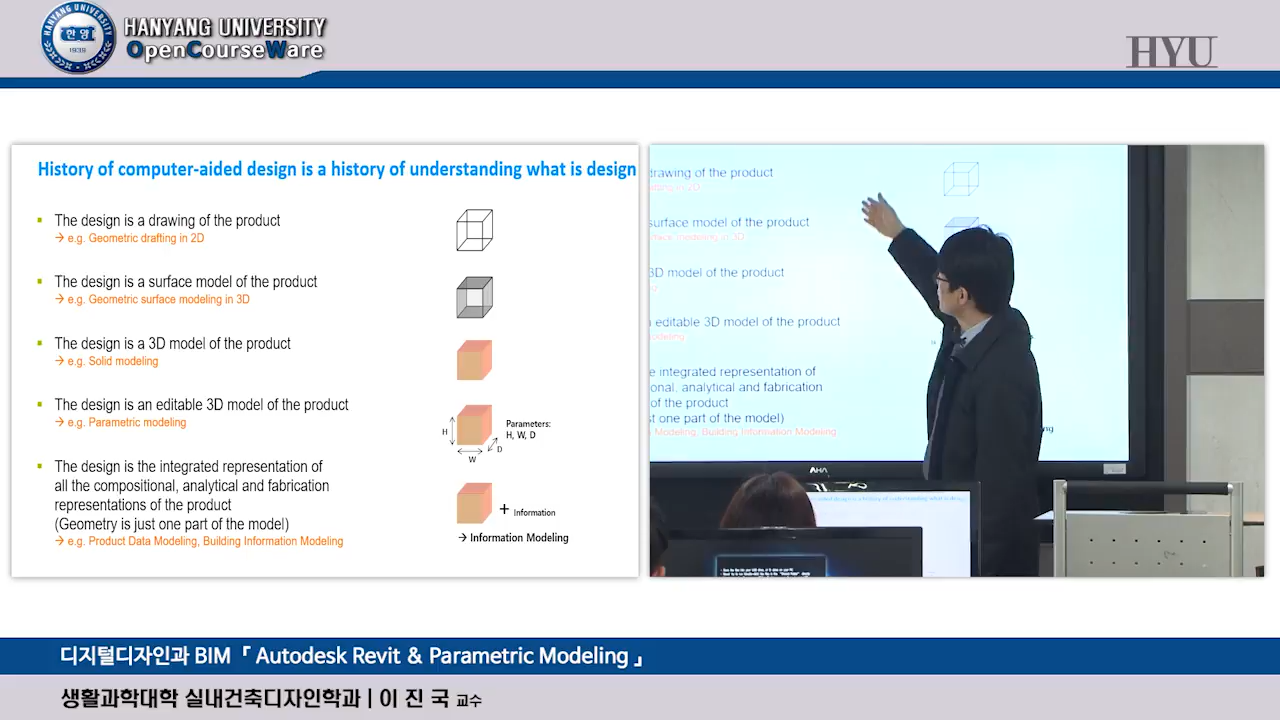 HANYANG UNIVERSITY
OpenCourseWare
한양
1939
HYU
History of computer-aided design is a history of understanding what is design
The design is a drawing of the product
→ e.g. Geometric drafting in 2D
The design is a surface model of the product
→ e.g. Geometric surface modeling in 3D
The design is a 3D model of the product
→ e.g. Solid modeling
The design is an editable 3D model of the product
→ e.g. Parametric modeling
H
W
D
Parameters:
H, W, D
The design is the integrated representation of
all the compositional, analytical and fabrication
representations of the product
(Geometry is just one part of the model)
→ e.g. Product Data Modeling, Building Information Modeling
+ Information
→ Information Modeling
drawing of the product
surface model of the product
3D model of the product
editable 3D model of the product
integrated representation of
analytical and fabrication
of the product
one part of the model)
Modeling, Building Information Modeling
AHA
디지털디자인과 BIM 「 Autodesk Revit & Parametric Modeling 」
생활과학대학 실내건축디자인학과 | 이 진 국 교수